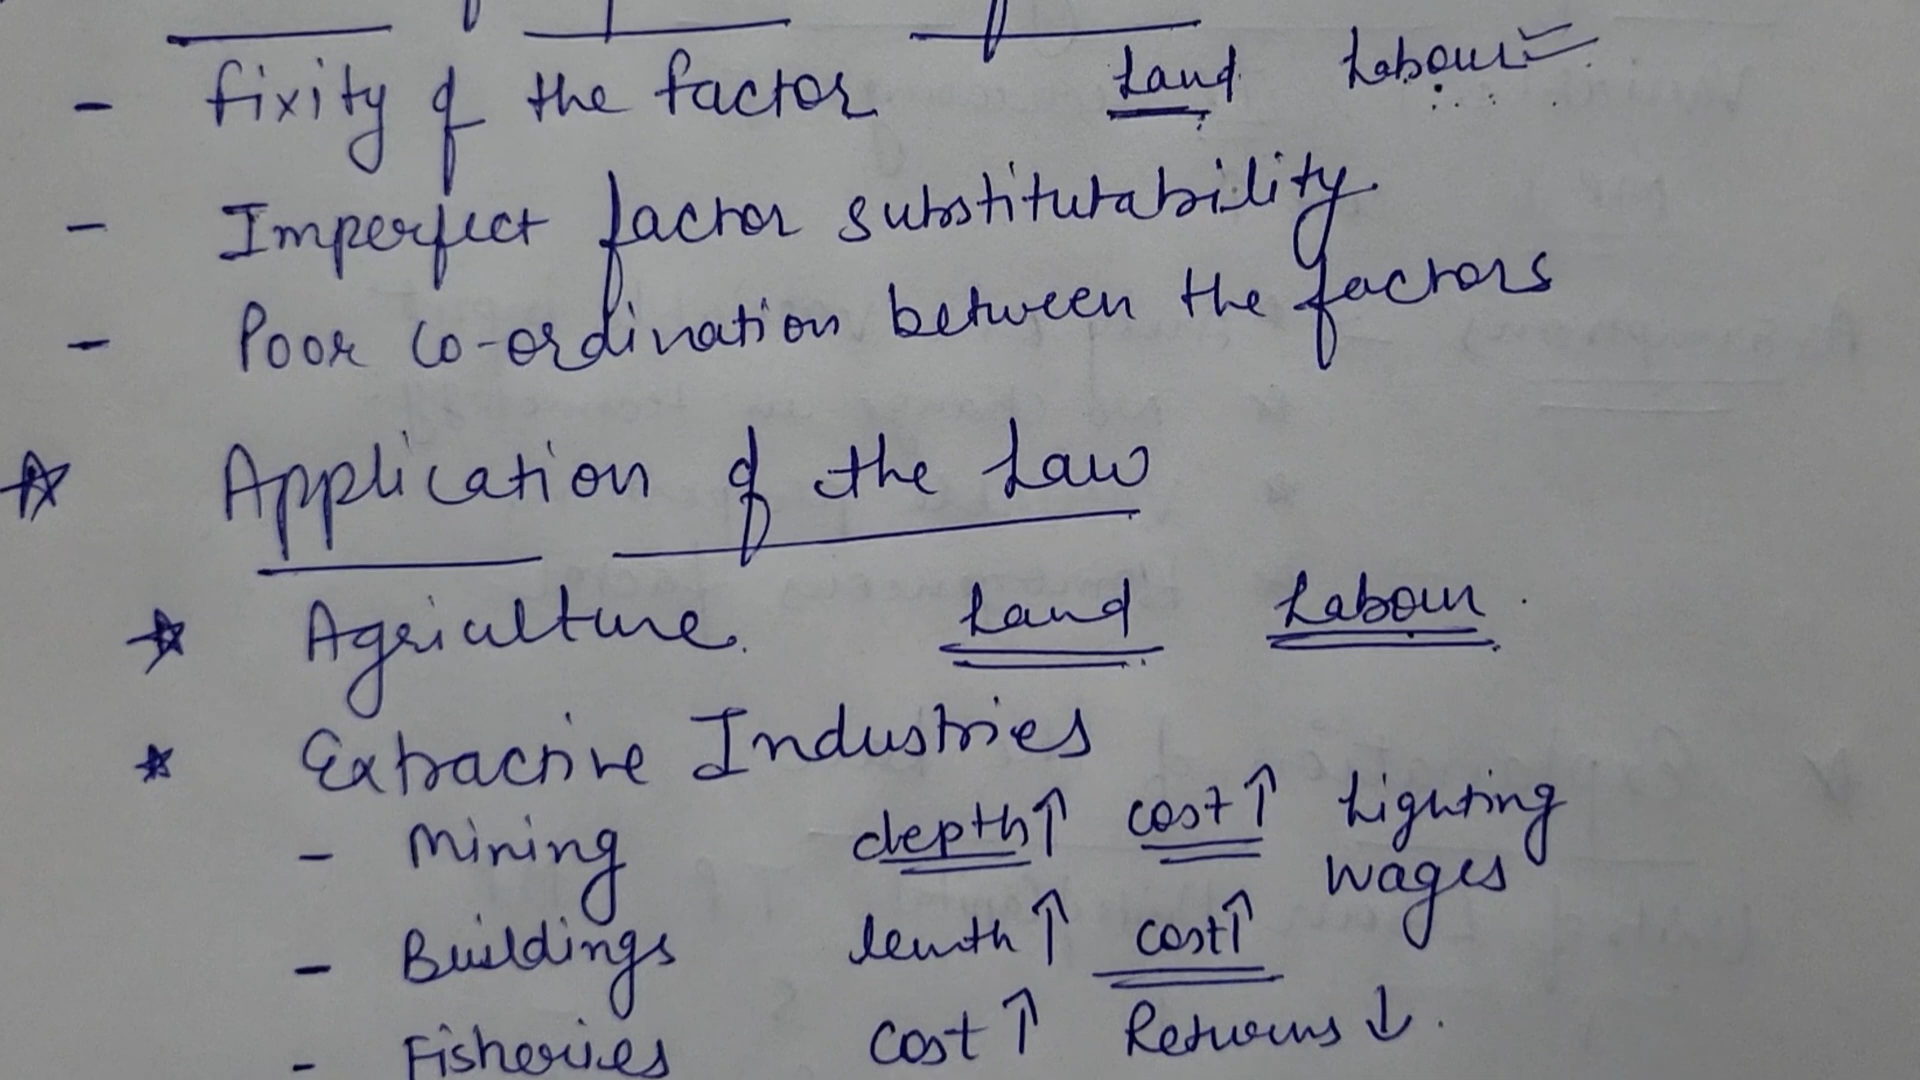 - fixity of the factor Land Labour
- Imperfect factor substitutability
- Poor co-ordination between the factors
☆ Application of the Law
☆ Agriculture. Land Labour.
* Extractive Industries
- Mining depth↑ cost↑ Lighting
wages
- Buildings lenth↑ cost↑
- Fisheries cost↑ Returns↓.